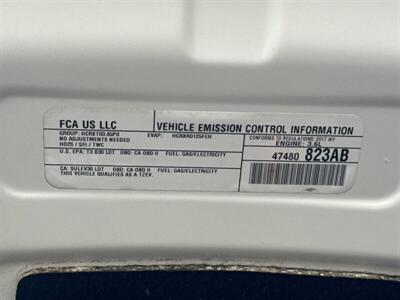 FCA US LLC
VEHICLE EMISSION CONTROL INFORMATION
GROUP: HCRXT03.65P0 EVAP: HCRXR0125FEH
CONFORMS TO REGULATIONS: 2017 MY
NO ADJUSTMENTS NEEDED
ENGINE: 3.6L
HO2S / SFI / TWC
47480 823AB
U.S. EPA: T3 B30 LDT OBD: CA OBD II FUEL: GAS/ELECTRICITY
CA: SULEV30 LDT OBD: CA OBD II FUEL: GAS/ELECTRICITY
THIS VEHICLE QUALIFIES AS A TZEV.